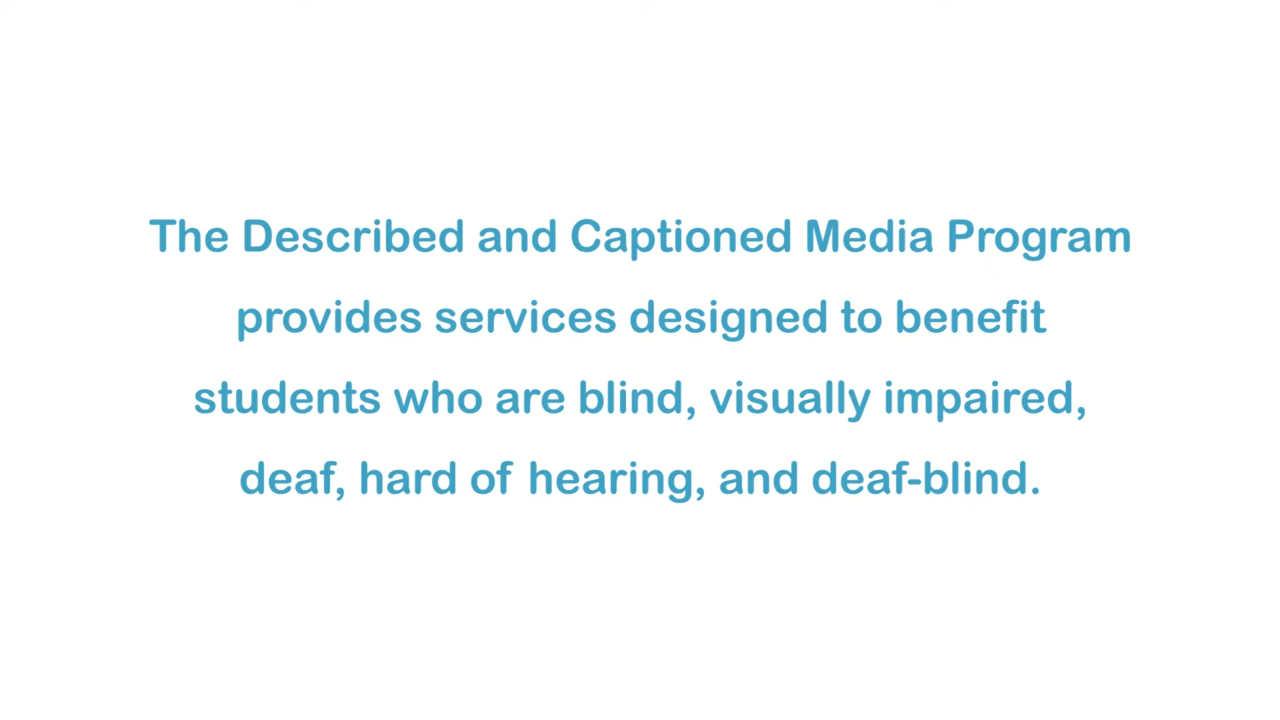 The Described and Captioned Media Program
provides services designed to benefit
students who are blind, visually impaired,
deaf, hard of hearing, and deaf-blind.